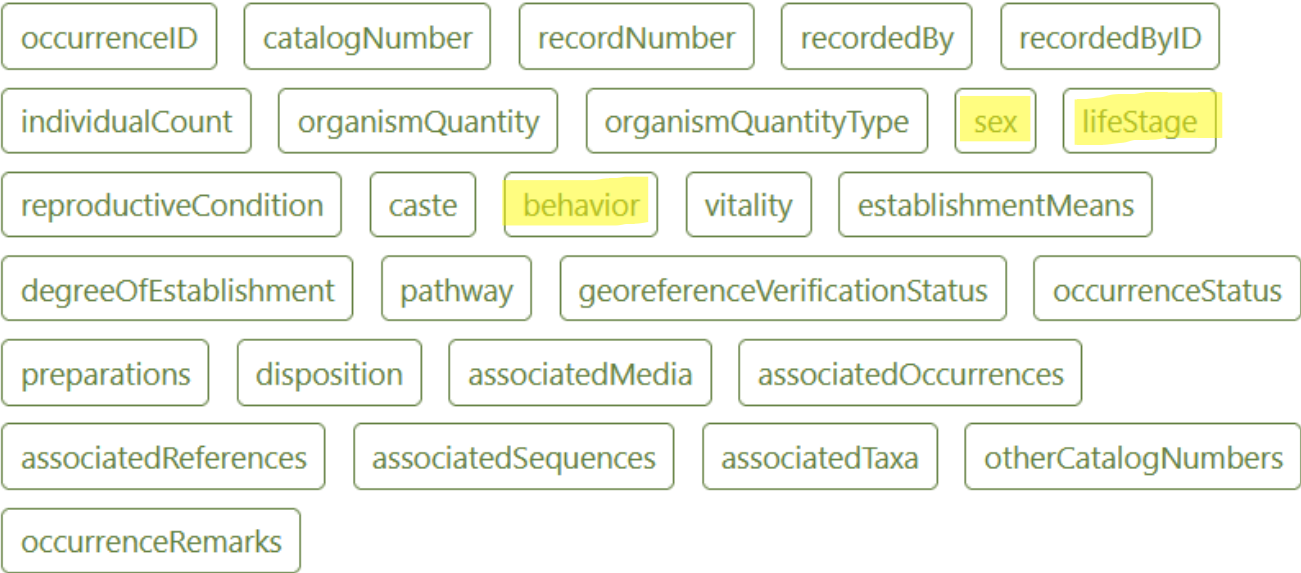 occurrenceID catalogNumber recordNumber recordedBy recordedByID
individualCount organismQuantity organismQuantityType sex lifeStage
reproductiveCondition caste behavior vitality establishmentMeans
degreeOfEstablishment pathway georeferenceVerificationStatus occurrenceStatus
preparations disposition associatedMedia associatedOccurrences
associatedReferences associatedSequences associatedTaxa otherCatalogNumbers
occurrenceRemarks